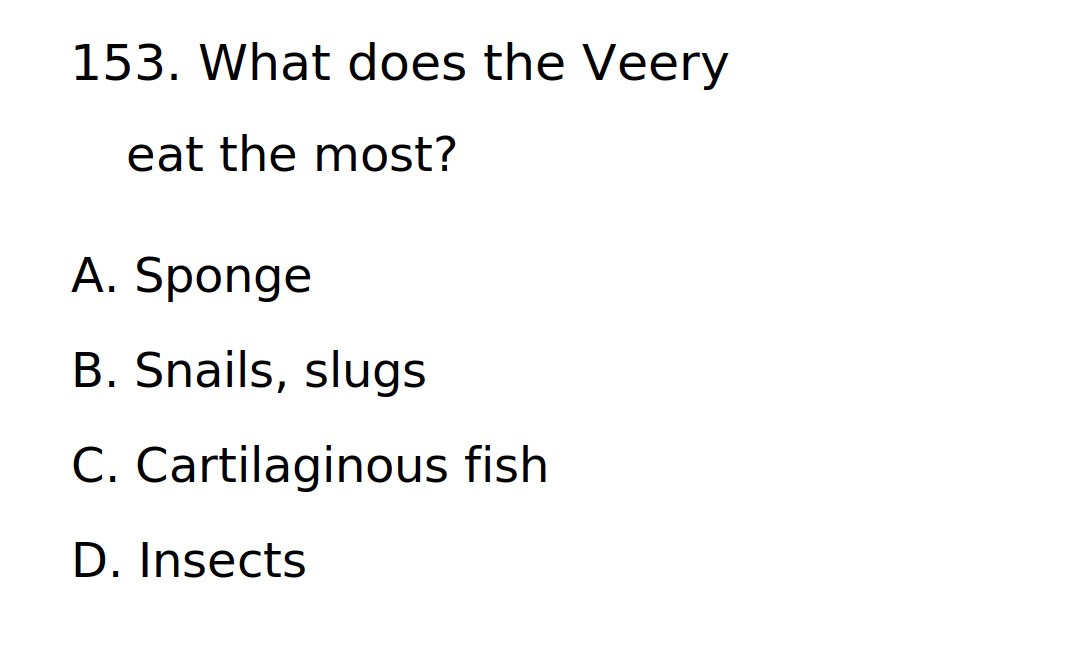 153. What does the Veery
eat the most?
A. Sponge
B. Snails, slugs
C. Cartilaginous fish
D. Insects